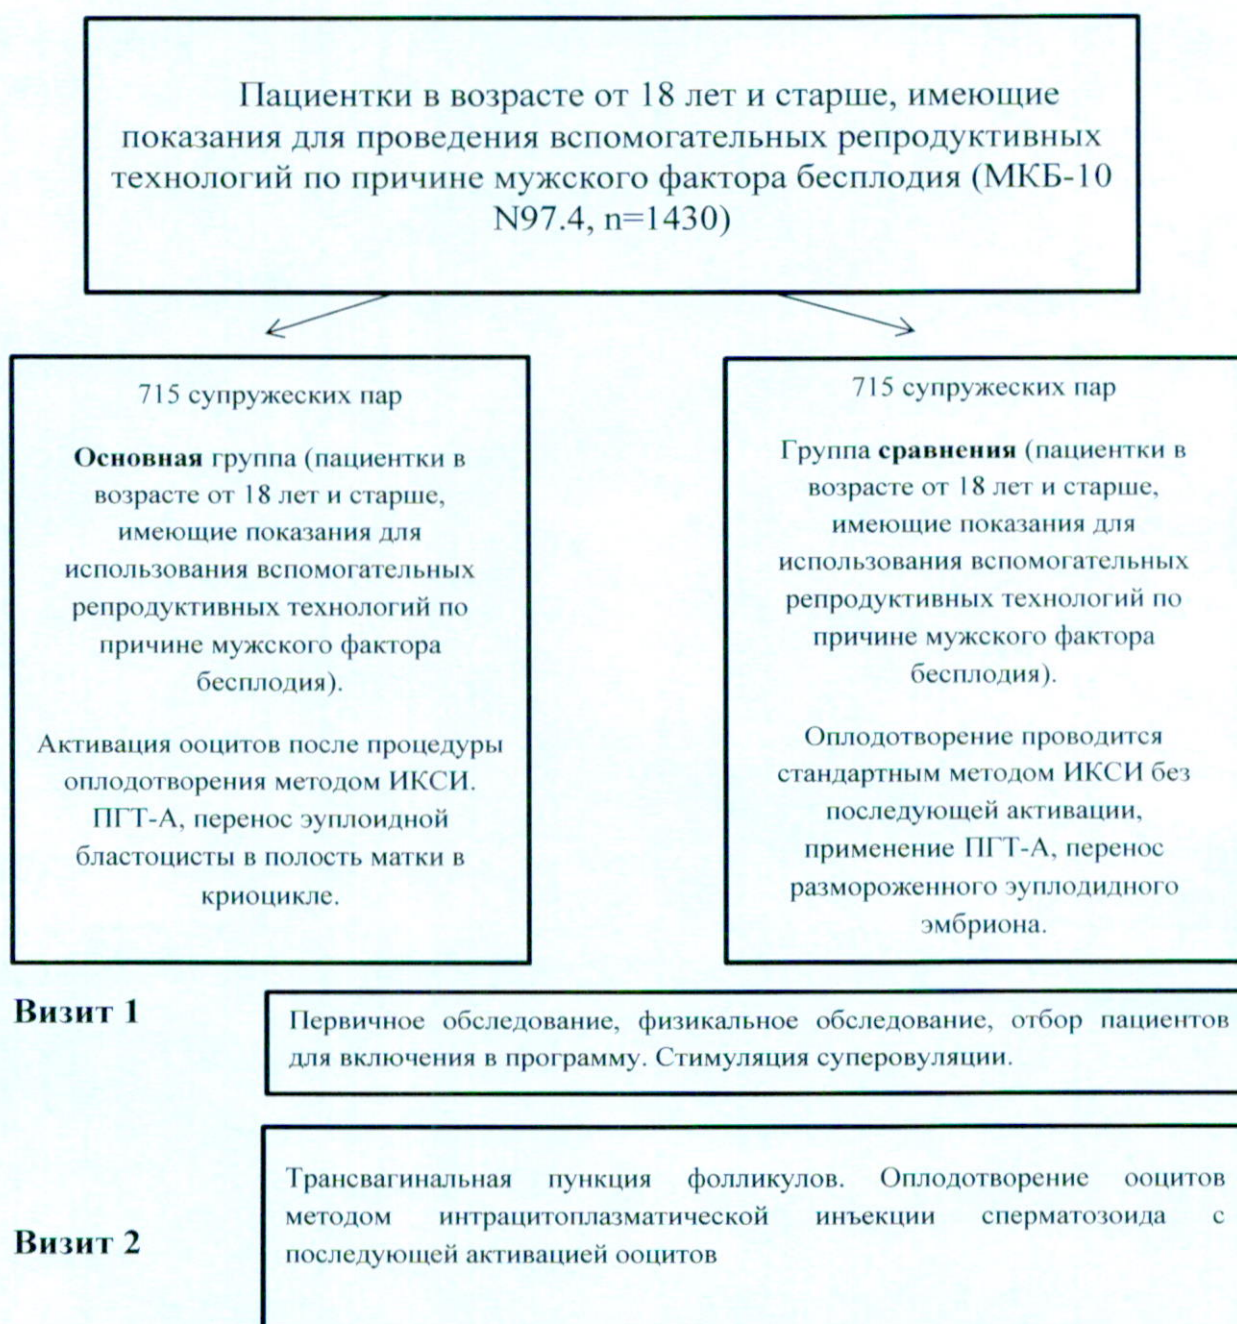 Пациентки в возрасте от 18 лет и старше, имеющие
показания для проведения вспомогательных репродуктивных
технологий по причине мужского фактора бесплодия (МКБ-10
N97.4, n=1430)
715 супружеских пар
Основная группа (пациентки в
возрасте от 18 лет и старше,
имеющие показания для
использования вспомогательных
репродуктивных технологий по
причине мужского фактора
бесплодия).
Активация ооцитов после процедуры
оплодотворения методом ИКСИ.
ПГТ-А, перенос эуплоидной
бластоцисты в полость матки в
криоцикле.
715 супружеских пар
Группа сравнения (пациентки в
возрасте от 18 лет и старше,
имеющие показания для
использования вспомогательных
репродуктивных технологий по
причине мужского фактора
бесплодия).
Оплодотворение проводится
стандартным методом ИКСИ без
последующей активации,
применение ПГТ-А, перенос
размороженного эуплодидного
эмбриона.
Визит 1
Первичное обследование, физикальное обследование, отбор пациентов
для включения в программу. Стимуляция суперовуляции.
Визит 2
Трансвагинальная пункция фолликулов. Оплодотворение ооцитов
методом интрацитоплазматической инъекции сперматозоида с
последующей активацией ооцитов